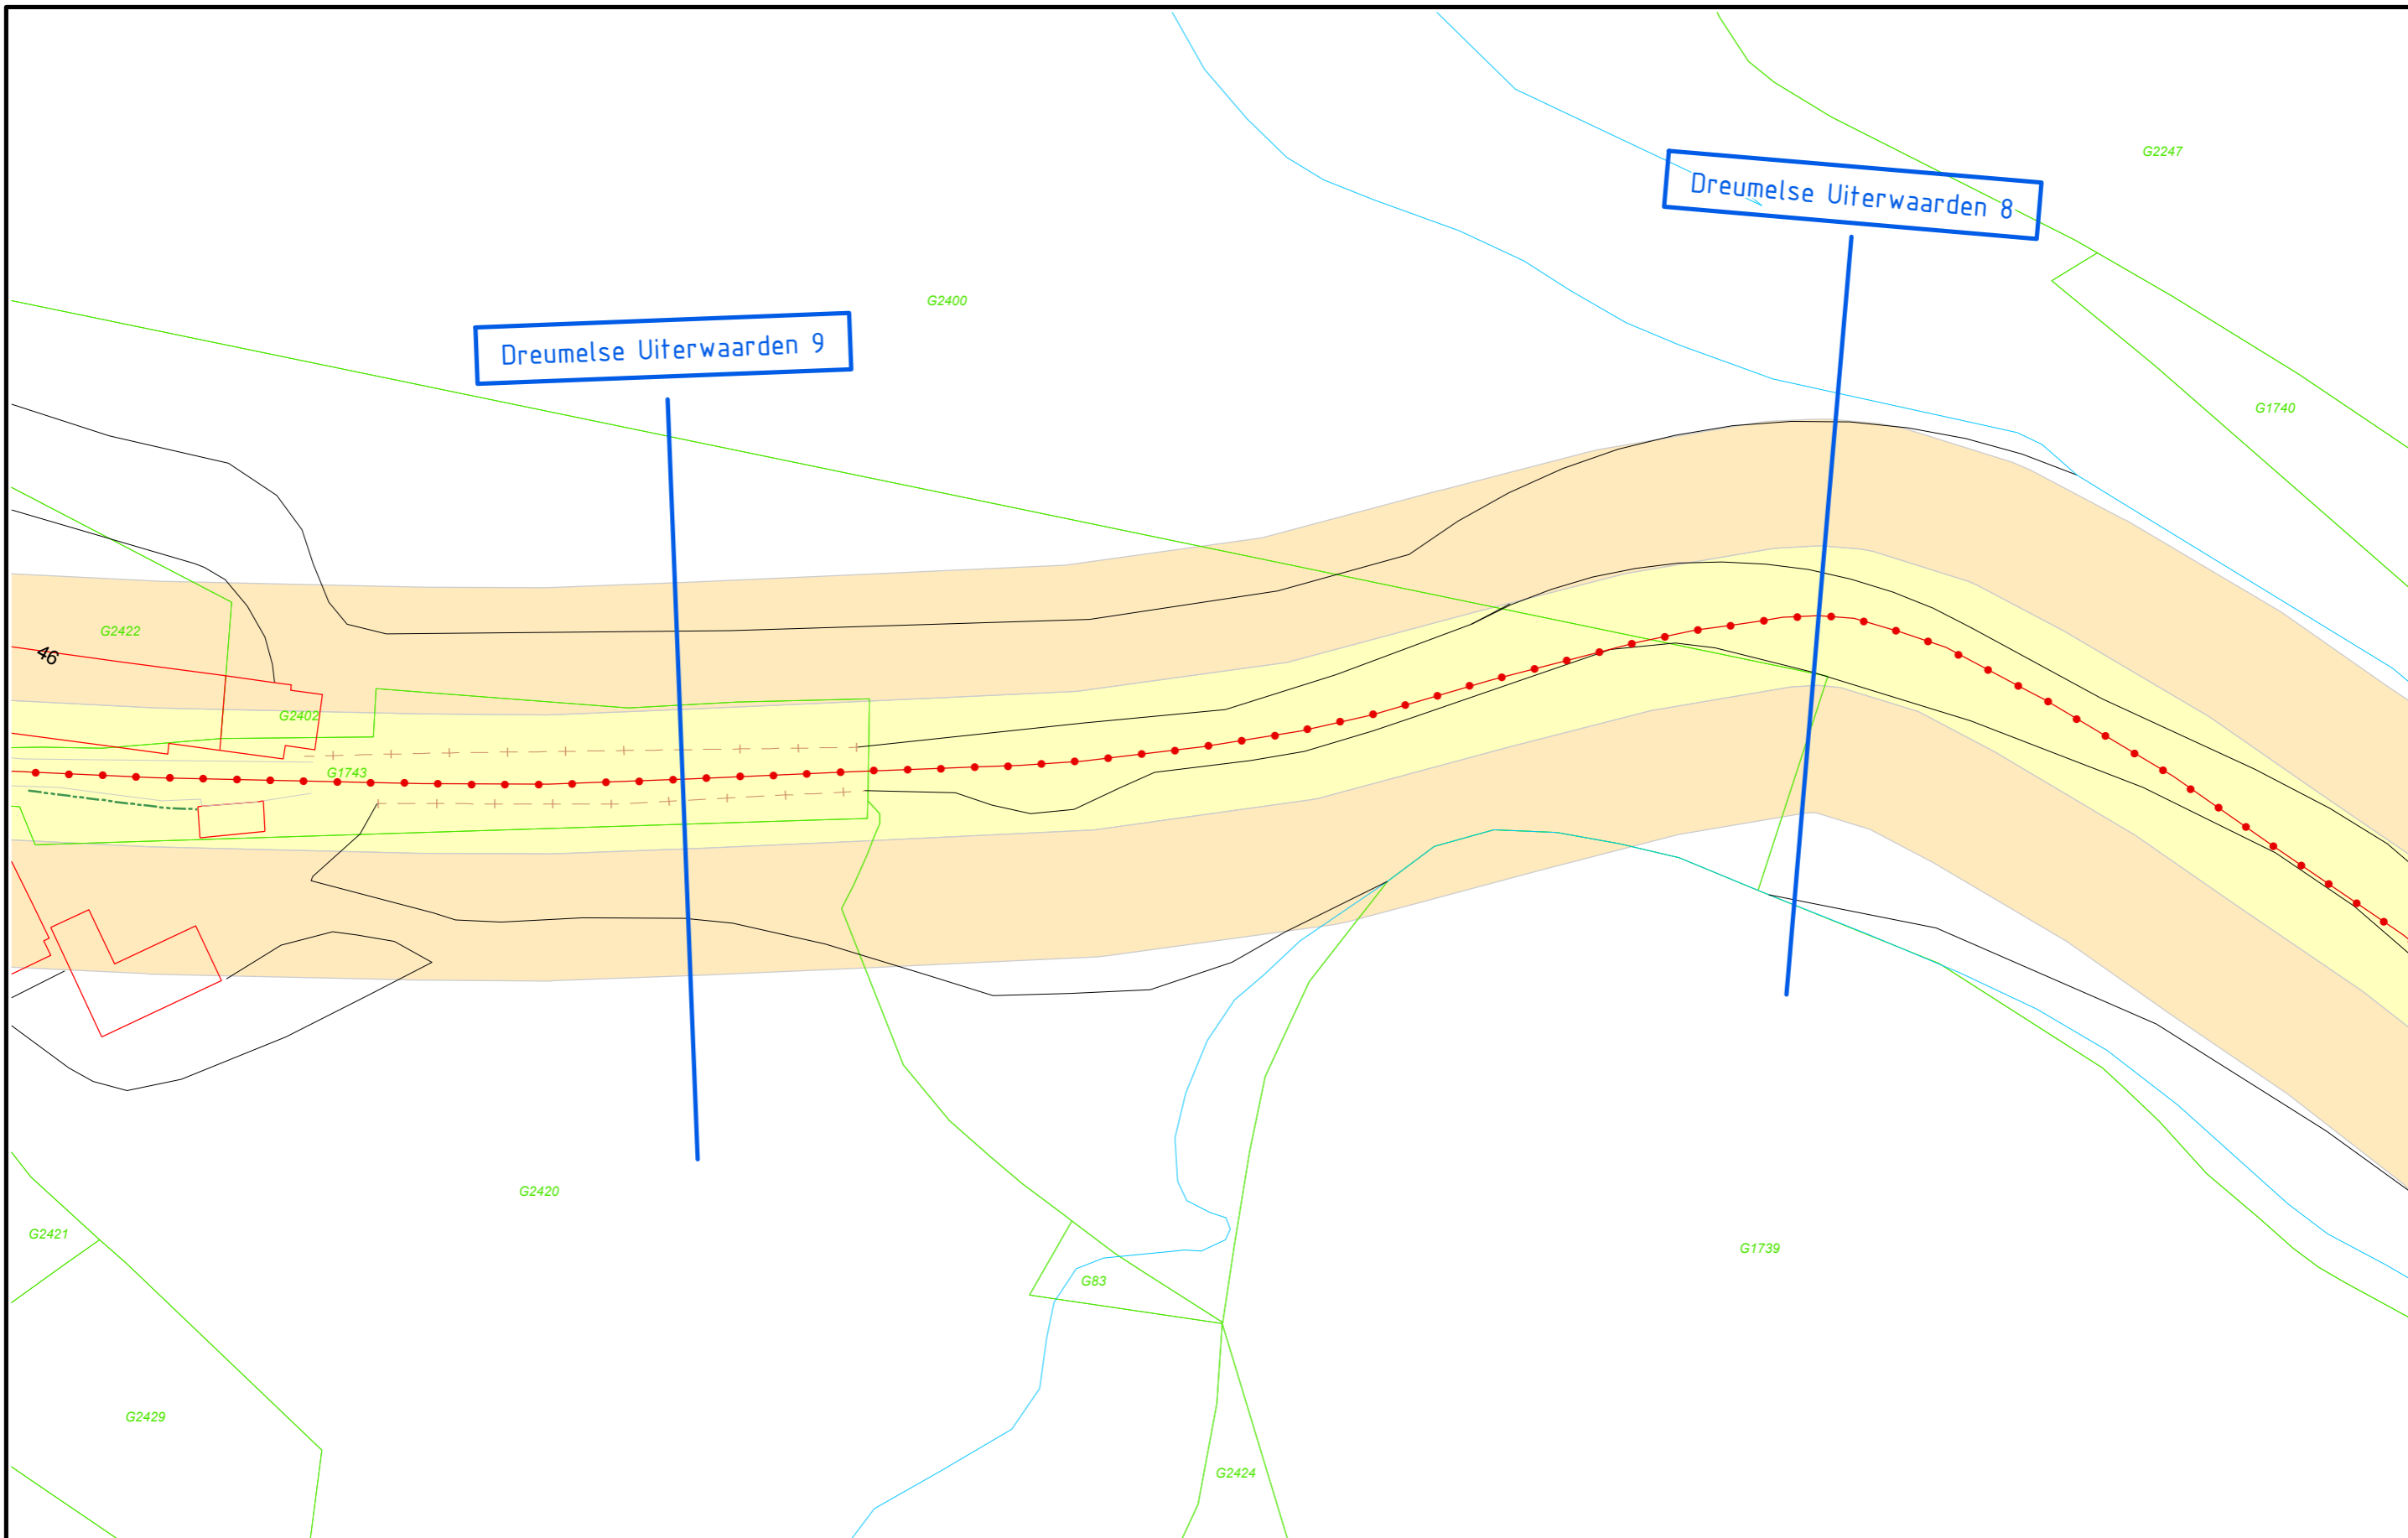 G2247
Dreumelse Uiterwaarden 8
G2400
Dreumelse Uiterwaarden 9
G1740
G2422
46
G2402
G1743
G2420
G2421
G1739
G83
G2429
G2424